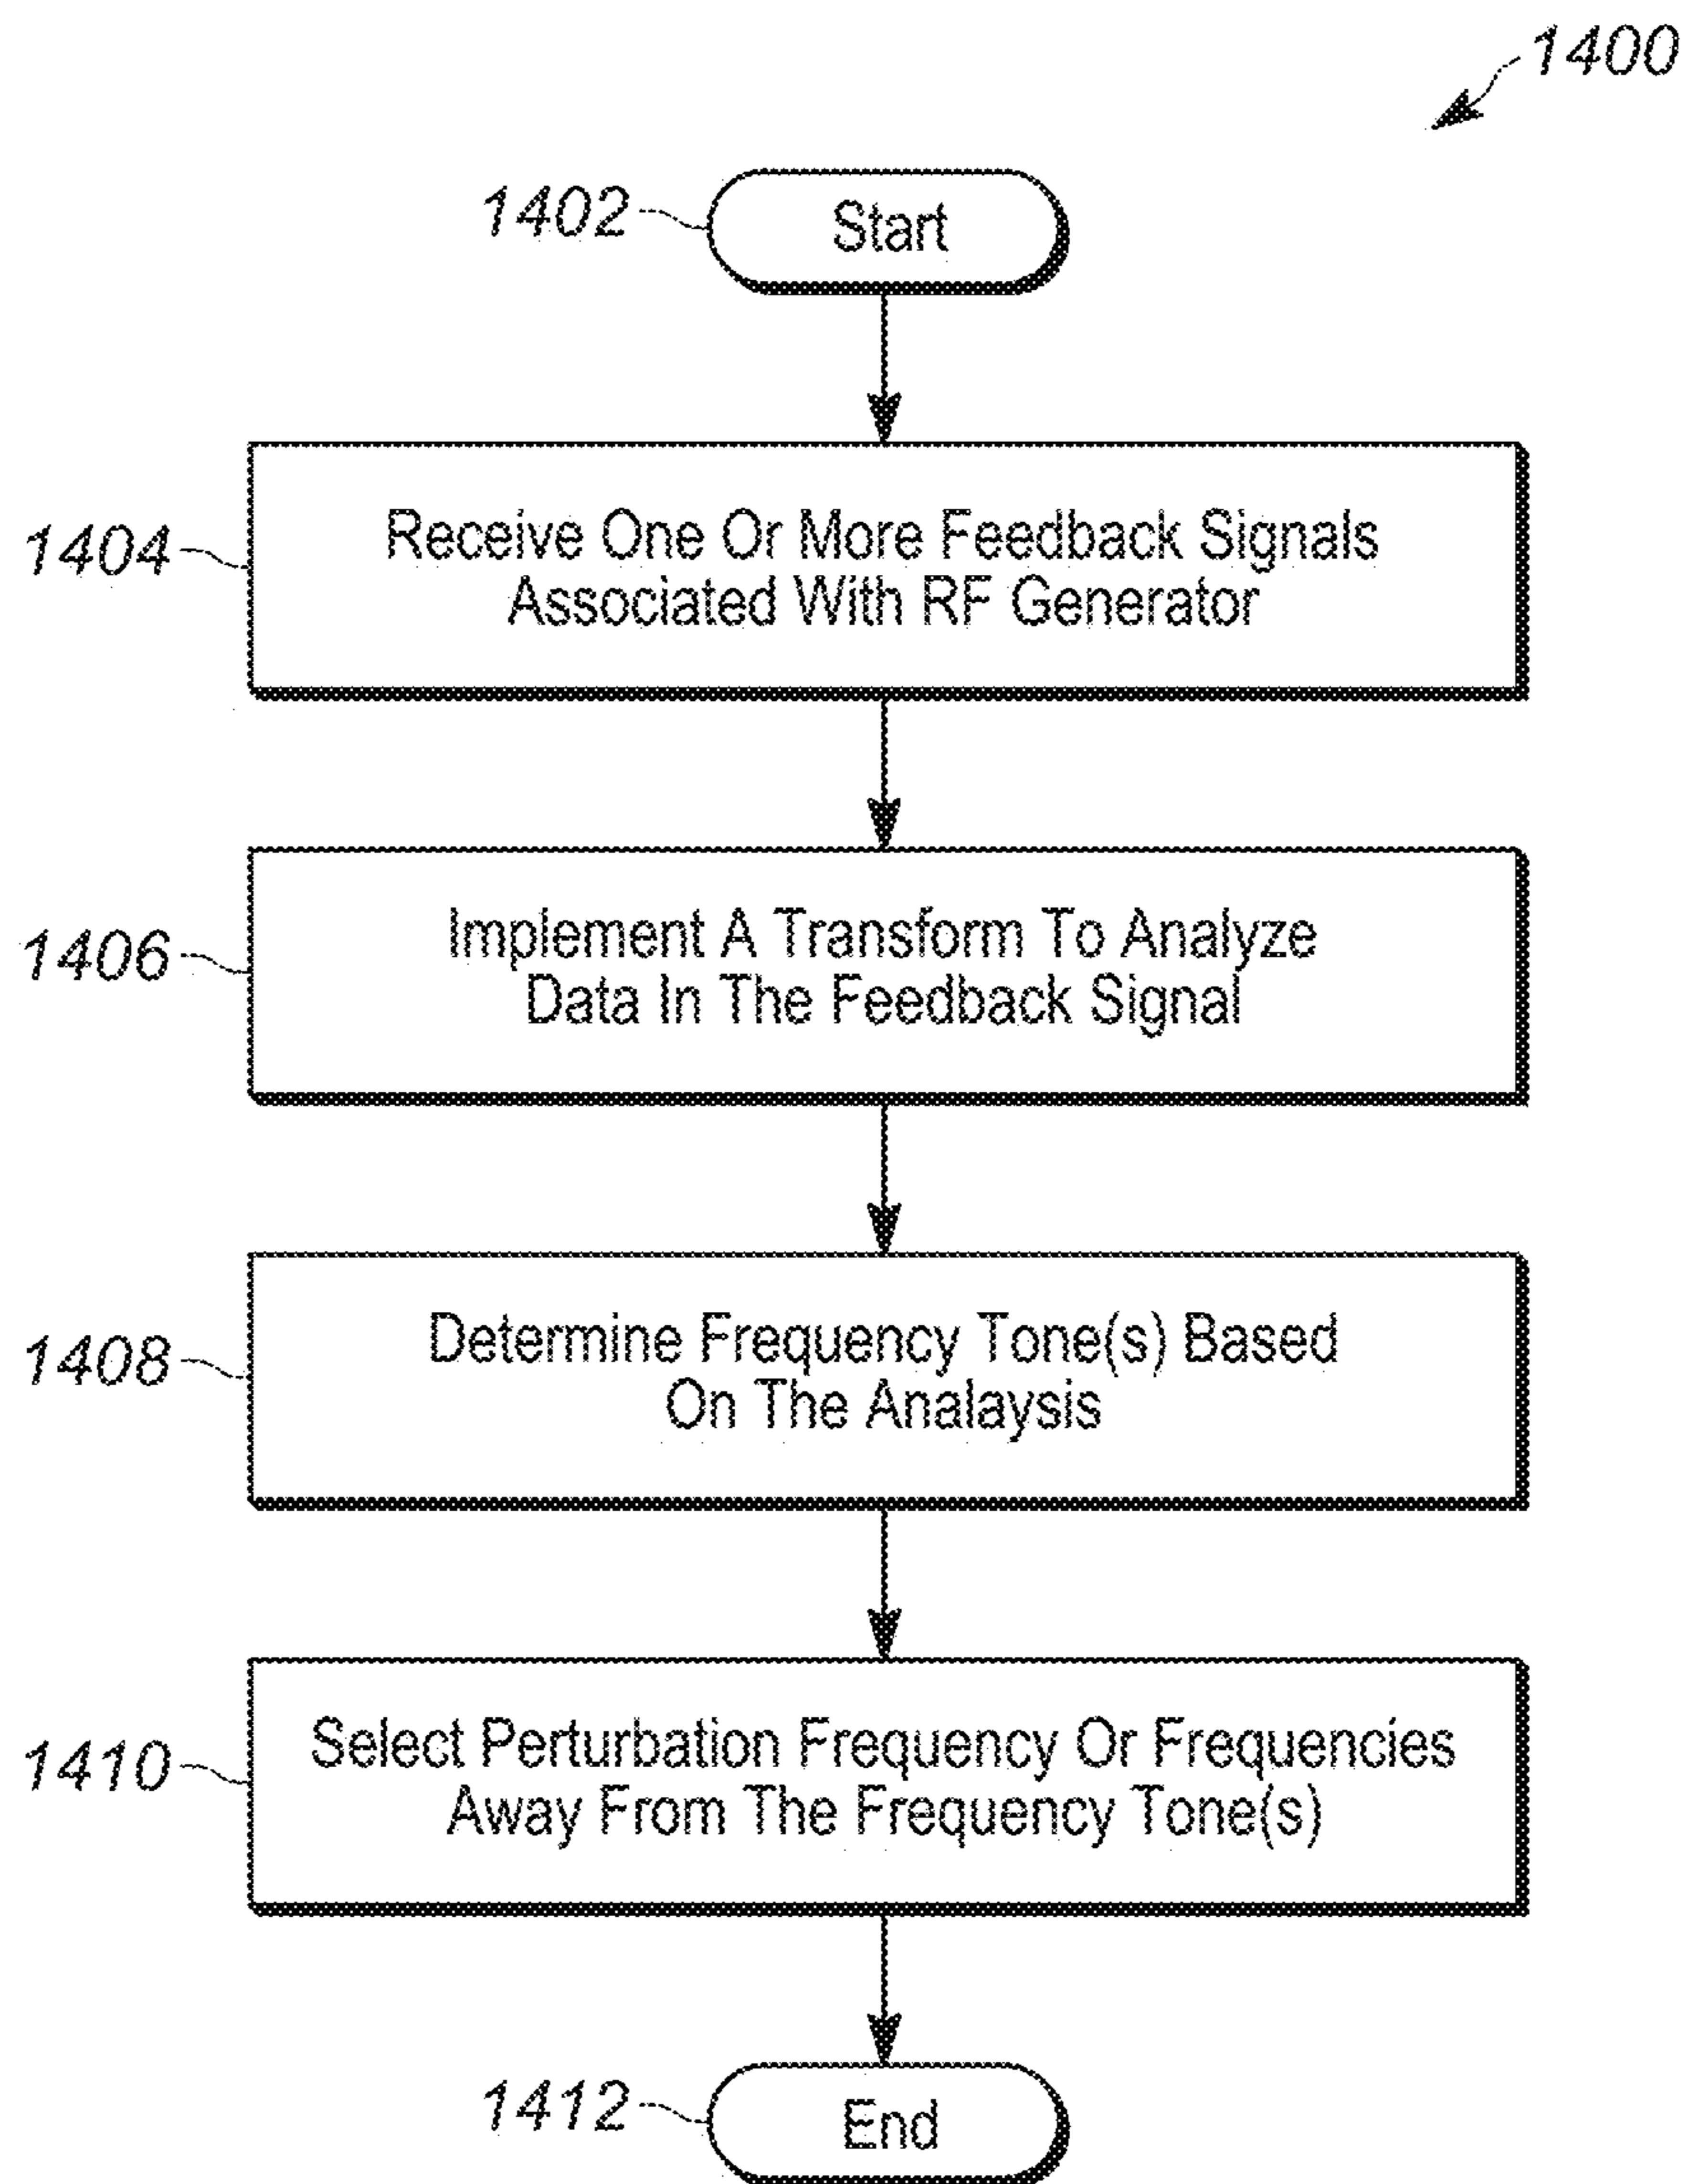 1400
1402
Start
1404
Receive One Or More Feedback Signals
Associated With RF Generator
1406
Implement A Transform To Analyze
Data In The Feedback Signal
1408
Determine Frequency Tone(s) Based
On The Analaysis
1410
Select Perturbation Frequency Or Frequencies
Away From The Frequency Tone(s)
1412
End